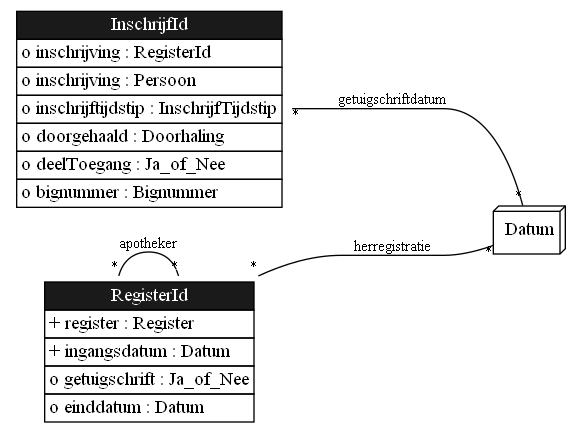 InschrijfId
o inschrijving : RegisterId
o inschrijving : Persoon
o inschrijftijdstip : InschrijfTijdstip
o doorgehaald : Doorhaling
o deelToegang : Ja_of_Nee
o bignummer : Bignummer
getuigschriftdatum
*
*
Datum
apotheker
*
*
*
herregistratie
*
RegisterId
+ register : Register
+ ingangsdatum : Datum
o getuigschrift : Ja_of_Nee
o einddatum : Datum